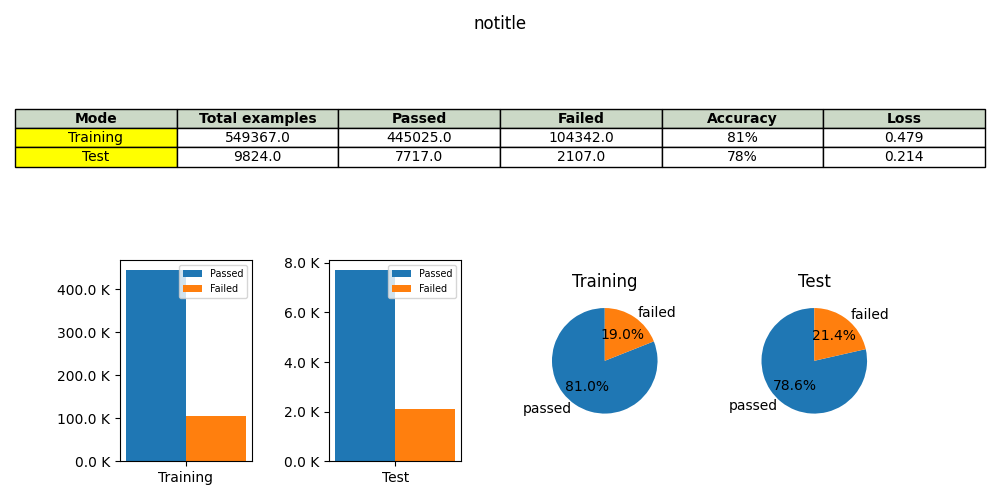 notitle
Mode Total examples Passed Failed Accuracy Loss
Training 549367.0 445025.0 104342.0 81% 0.479
Test 9824.0 7717.0 2107.0 78% 0.214
400.0 K
300.0 K
200.0 K
100.0 K
0.0 K
Passed
Failed
Training
8.0 K
6.0 K
4.0 K
2.0 K
0.0 K
Passed
Failed
Test
Training
failed
19.0%
81.0%
passed
Test
failed
21.4%
78.6%
passed